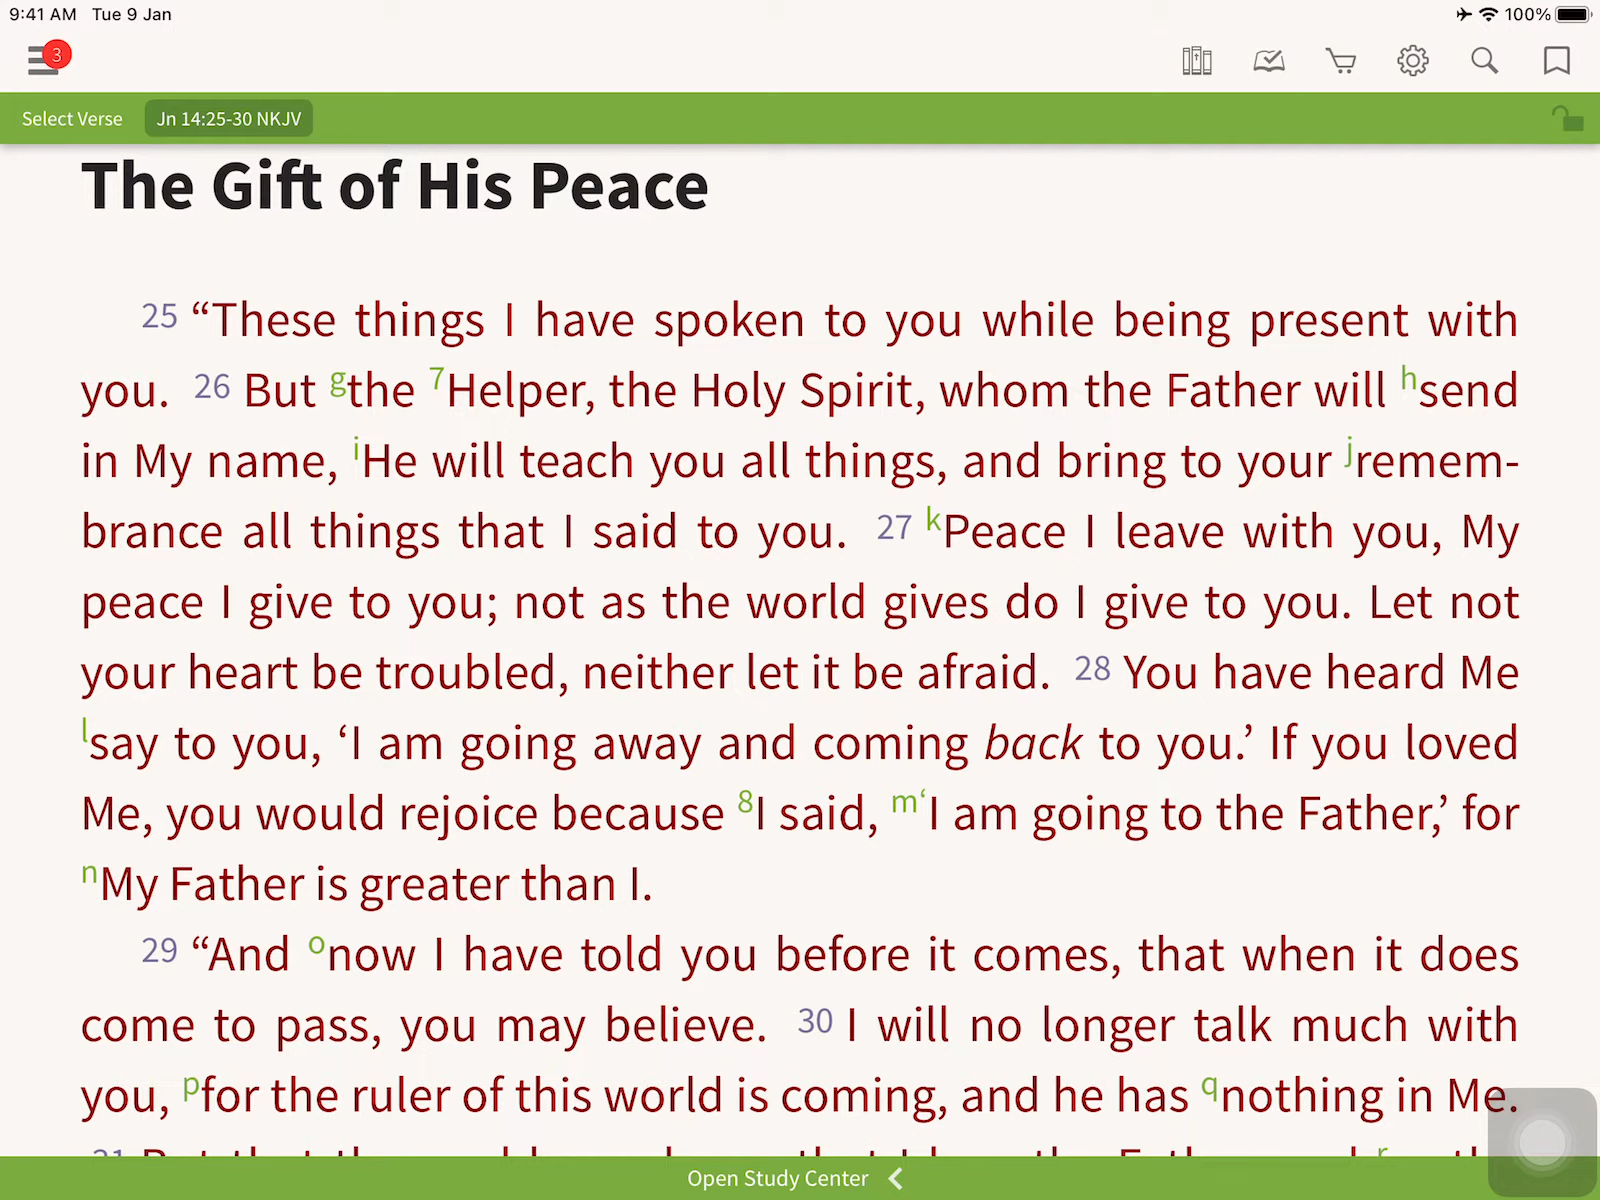 9:41 AM Tue 9 Jan
100%
3
Select Verse Jn 14:25-30 NKJV
The Gift of His Peace
25 “These things I have spoken to you while being present with
you. 26 But gthe 7Helper, the Holy Spirit, whom the Father will hsend
in My name, iHe will teach you all things, and bring to your jremem-
brance all things that I said to you. 27 kPeace I leave with you, My
peace I give to you; not as the world gives do I give to you. Let not
your heart be troubled, neither let it be afraid. 28 You have heard Me
lsay to you, ‘I am going away and coming back to you.’ If you loved
Me, you would rejoice because 8I said, m‘I am going to the Father,’ for
nMy Father is greater than I.
29 “And onow I have told you before it comes, that when it does
come to pass, you may believe. 30 I will no longer talk much with
you, pfor the ruler of this world is coming, and he has qnothing in Me.
Open Study Center